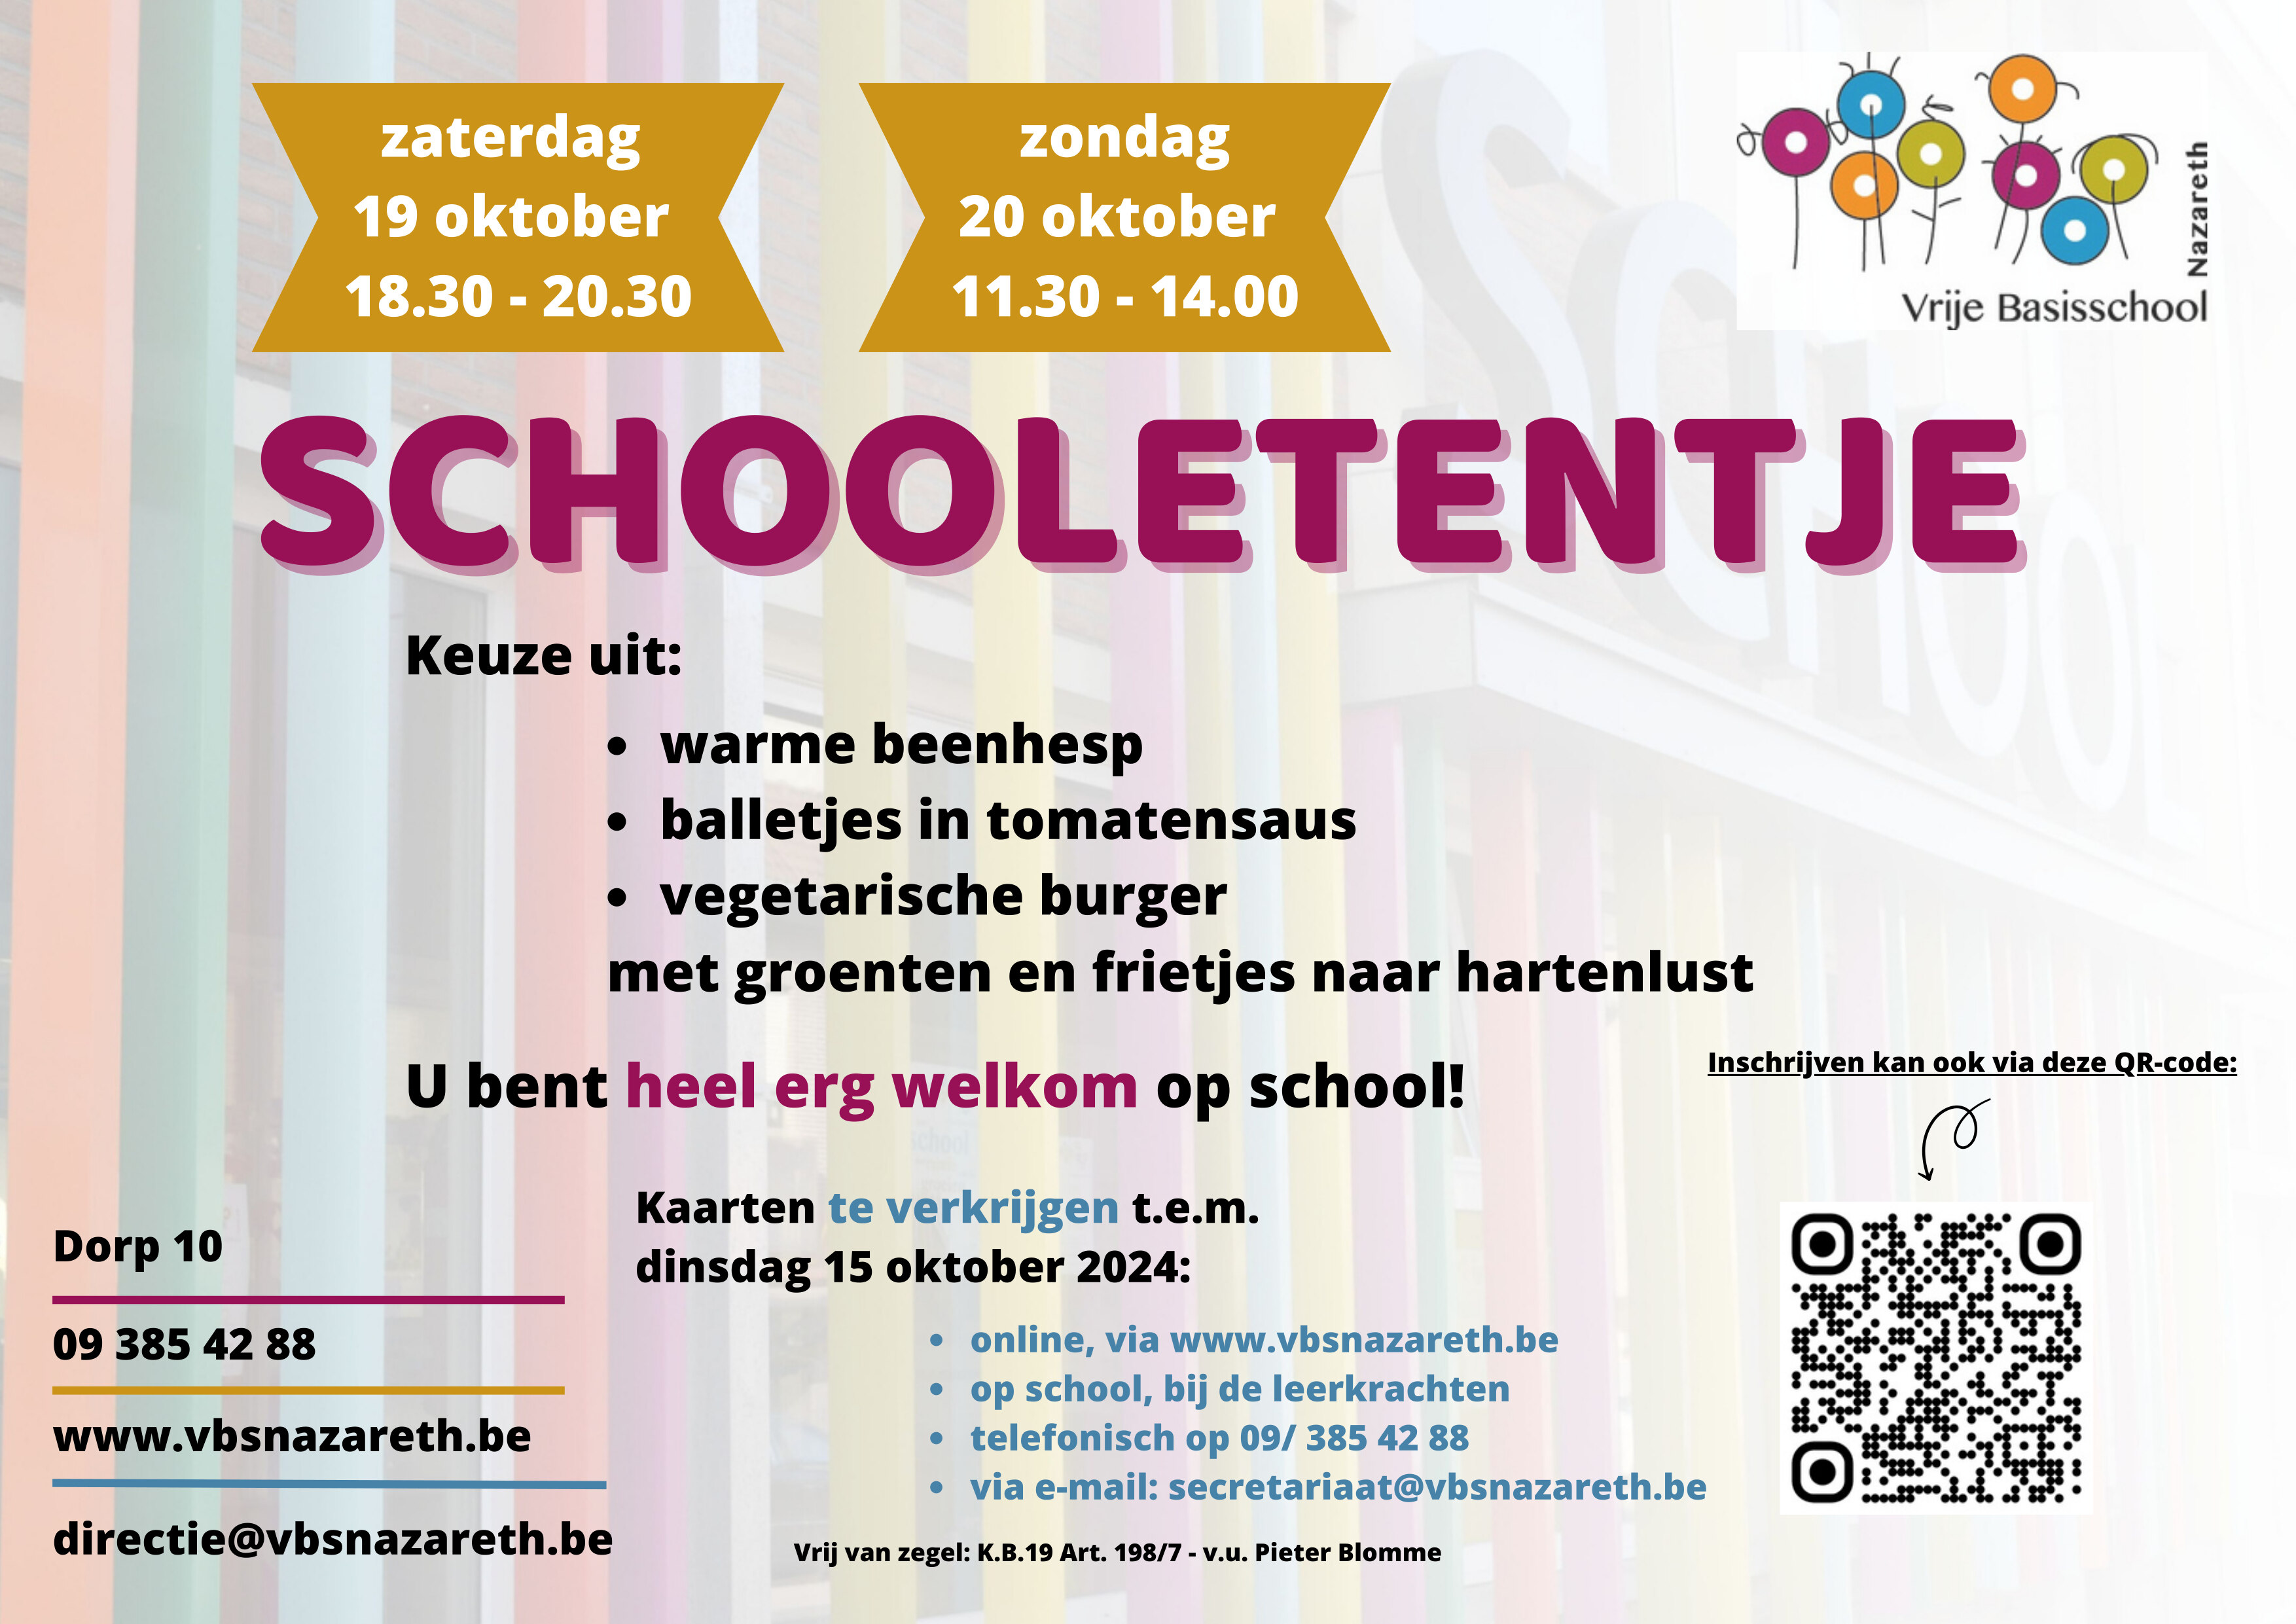 zaterdag
19 oktober
18.30 - 20.30
zondag
20 oktober
11.30 - 14.00
Nazareth
Vrije Basisschool
SCHOOL
SCHOOLETENTJE
Keuze uit:
• warme beenhesp
• balletjes in tomatensaus
• vegetarische burger
met groenten en frietjes naar hartenlust
U bent heel erg welkom op school!
Inschrijven kan ook via deze QR-code:
school
Kaarten te verkrijgen t.e.m.
dinsdag 15 oktober 2024:
• online, via www.vbsnazareth.be
• op school, bij de leerkrachten
• telefonisch op 09/ 385 42 88
• via e-mail: secretariaat@vbsnazareth.be
Dorp 10
09 385 42 88
www.vbsnazareth.be
directie@vbsnazareth.be
Vrij van zegel: K.B.19 Art. 198/7 - v.u. Pieter Blomme